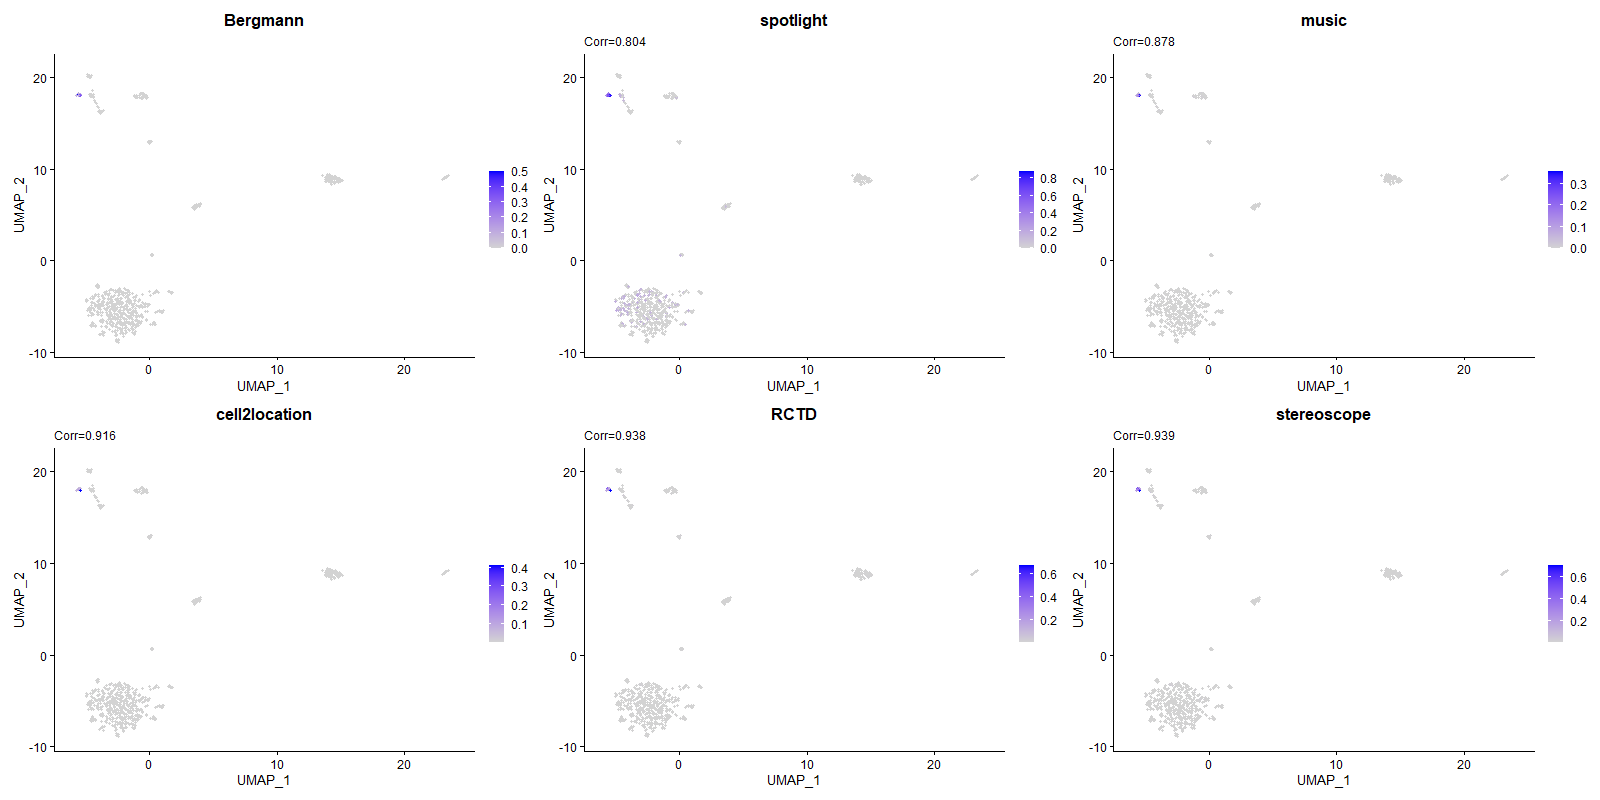 Bergmann
20
10
0
-10
0
10
20
UMAP_1
UMAP_2
0.5
0.4
0.3
0.2
0.1
0.0
spotlight
Corr=0.804
20
10
0
-10
0
10
20
UMAP_1
UMAP_2
0.8
0.6
0.4
0.2
0.0
music
Corr=0.878
20
10
0
-10
0
10
20
UMAP_1
UMAP_2
0.3
0.2
0.1
0.0
cell2location
Corr=0.916
20
10
0
-10
0
10
20
UMAP_1
UMAP_2
0.4
0.3
0.2
0.1
RCTD
Corr=0.938
20
10
0
-10
0
10
20
UMAP_1
UMAP_2
0.6
0.4
0.2
stereoscope
Corr=0.939
20
10
0
-10
0
10
20
UMAP_1
UMAP_2
0.6
0.4
0.2